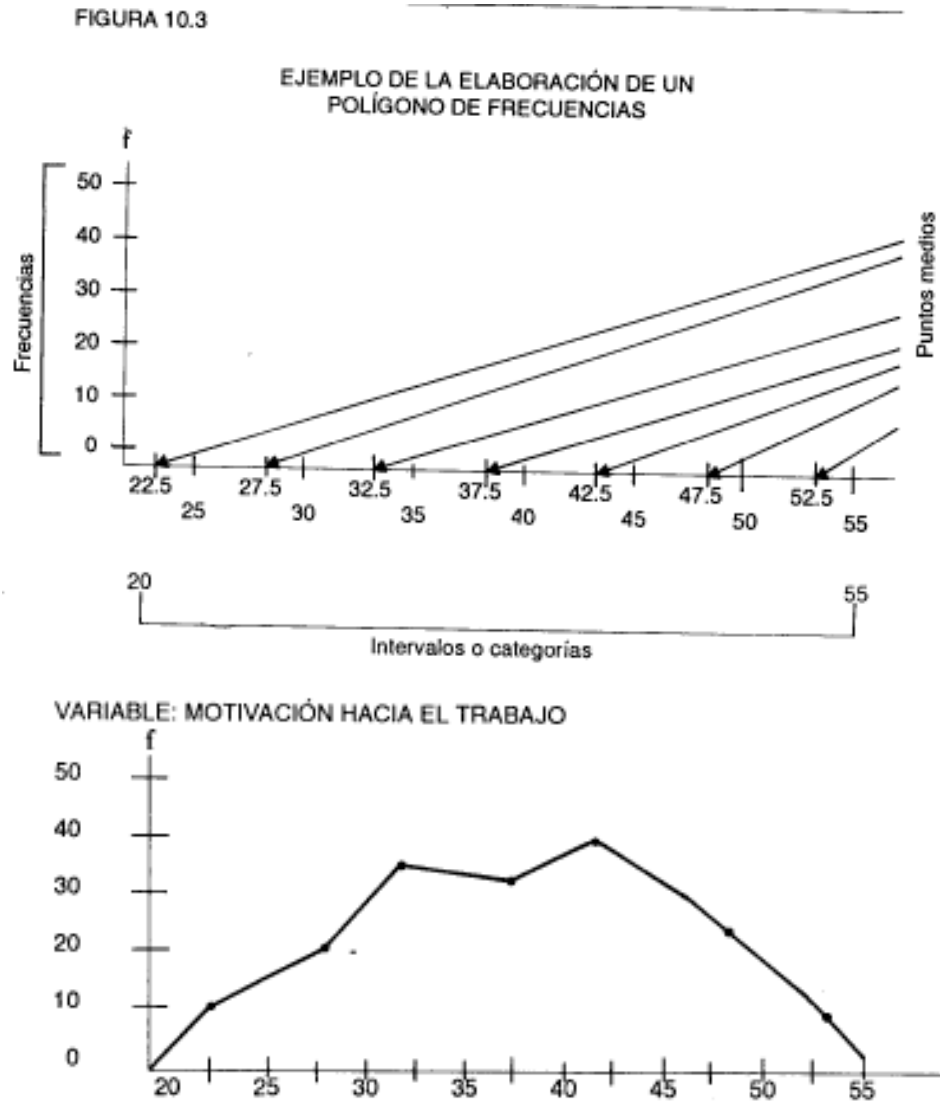 FIGURA 10.3
EJEMPLO DE LA ELABORACIÓN DE UN
POLÍGONO DE FRECUENCIAS
f
50
40
30
20
10
0
Frecuencias
Puntos medios
22.5 27.5 32.5 37.5 42.5 47.5 52.5
25 30 35 40 45 50 55
20 55
Intervalos o categorías
VARIABLE: MOTIVACIÓN HACIA EL TRABAJO
f
50
40
30
20
10
0
20 25 30 35 40 45 50 55